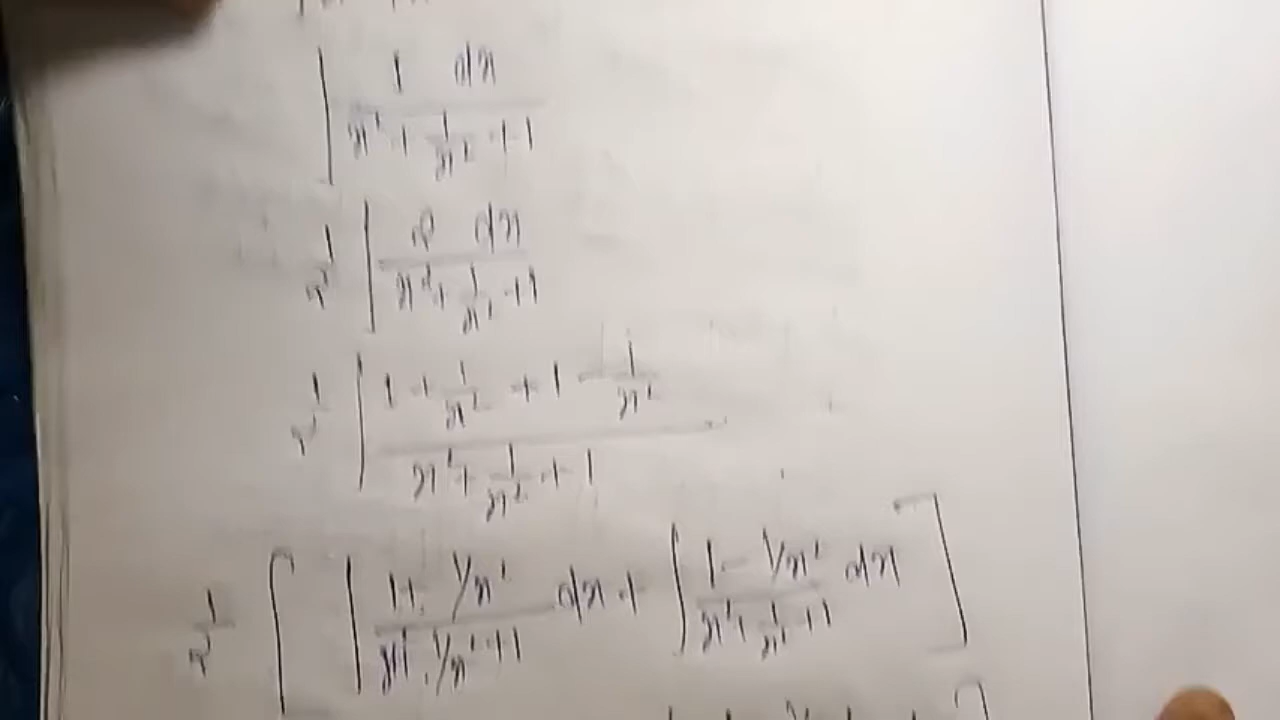 ∫ 1 dx / (x² + 1/x² + 1)
1/2 ∫ 2 dx / (x² + 1/x² + 1)
1/2 ∫ (1 + 1/x² + 1 - 1/x²) / (x² + 1/x² + 1)
1/2 [ ∫ (1 + 1/x²) / (x² + 1/x² + 1) dx + ∫ (1 - 1/x²) / (x² + 1/x² + 1) dx ]